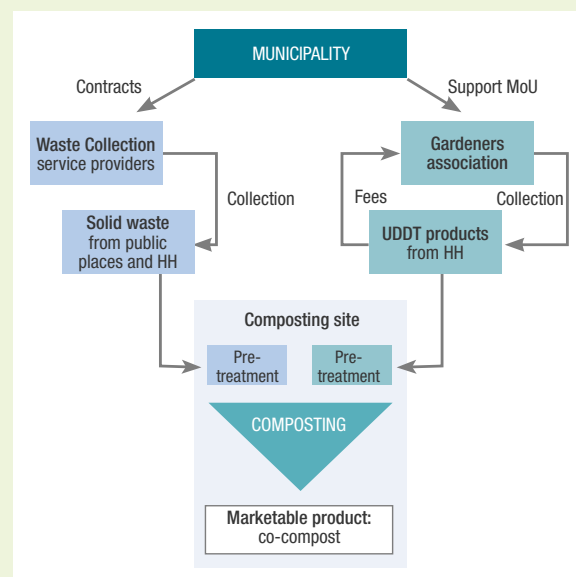 MUNICIPALITY
Contracts
Support MoU
Waste Collection
service providers
Gardeners
association
Collection
Fees
Collection
Solid waste
from public
places and HH
UDDT products
from HH
Composting site
Pre-
treatment
Pre-
treatment
COMPOSTING
Marketable product:
co-compost